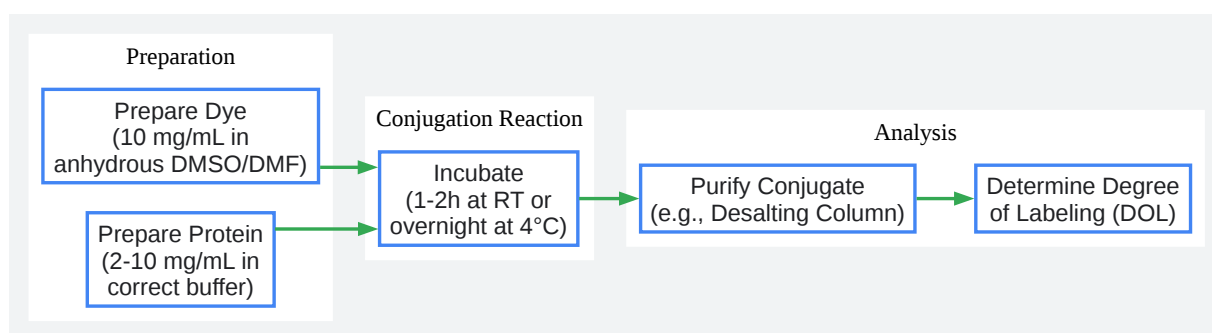 Preparation
Prepare Dye
(10 mg/mL in
anhydrous DMSO/DMF)
Prepare Protein
(2-10 mg/mL in
correct buffer)
Conjugation Reaction
Incubate
(1-2h at RT or
overnight at 4°C)
Analysis
Purify Conjugate
(e.g., Desalting Column)
Determine Degree
of Labeling (DOL)